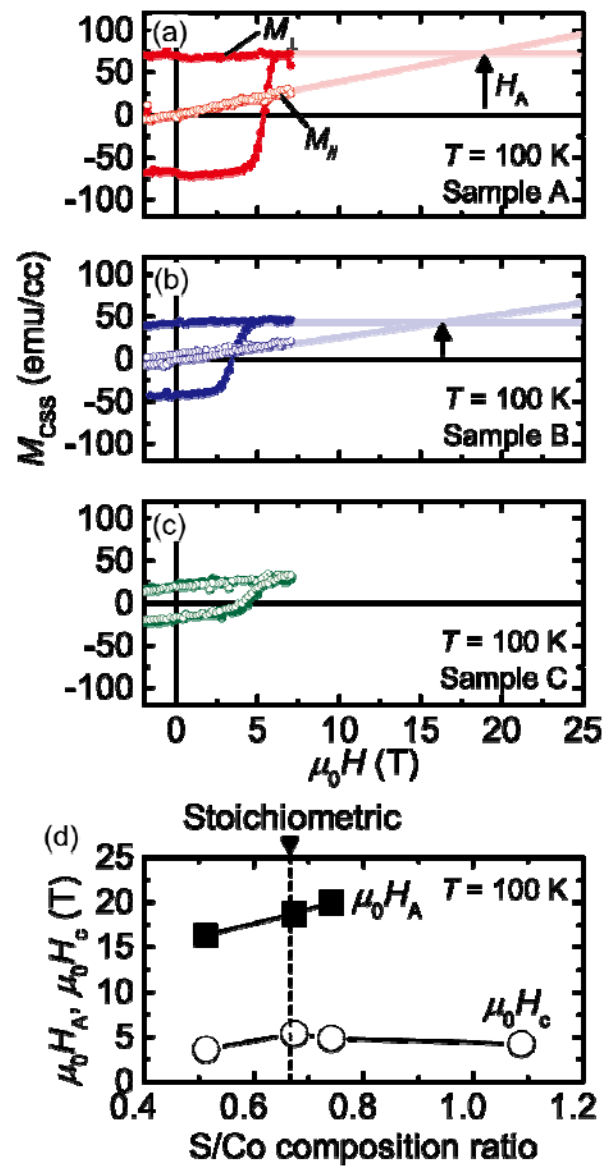 (a)
M⊥
H_A
M_//
T = 100 K
Sample A
100
50
0
-50
-100
(b)
T = 100 K
Sample B
100
50
0
-50
-100
M_CSS (emu/cc)
(c)
T = 100 K
Sample C
100
50
0
-50
-100
0 5 10 15 20 25
μ₀H (T)
Stoichiometric
(d)
T = 100 K
μ₀H_A
μ₀H_c
25
20
15
10
5
0
μ₀H_A, μ₀H_c (T)
0.4 0.6 0.8 1.0 1.2
S/Co composition ratio